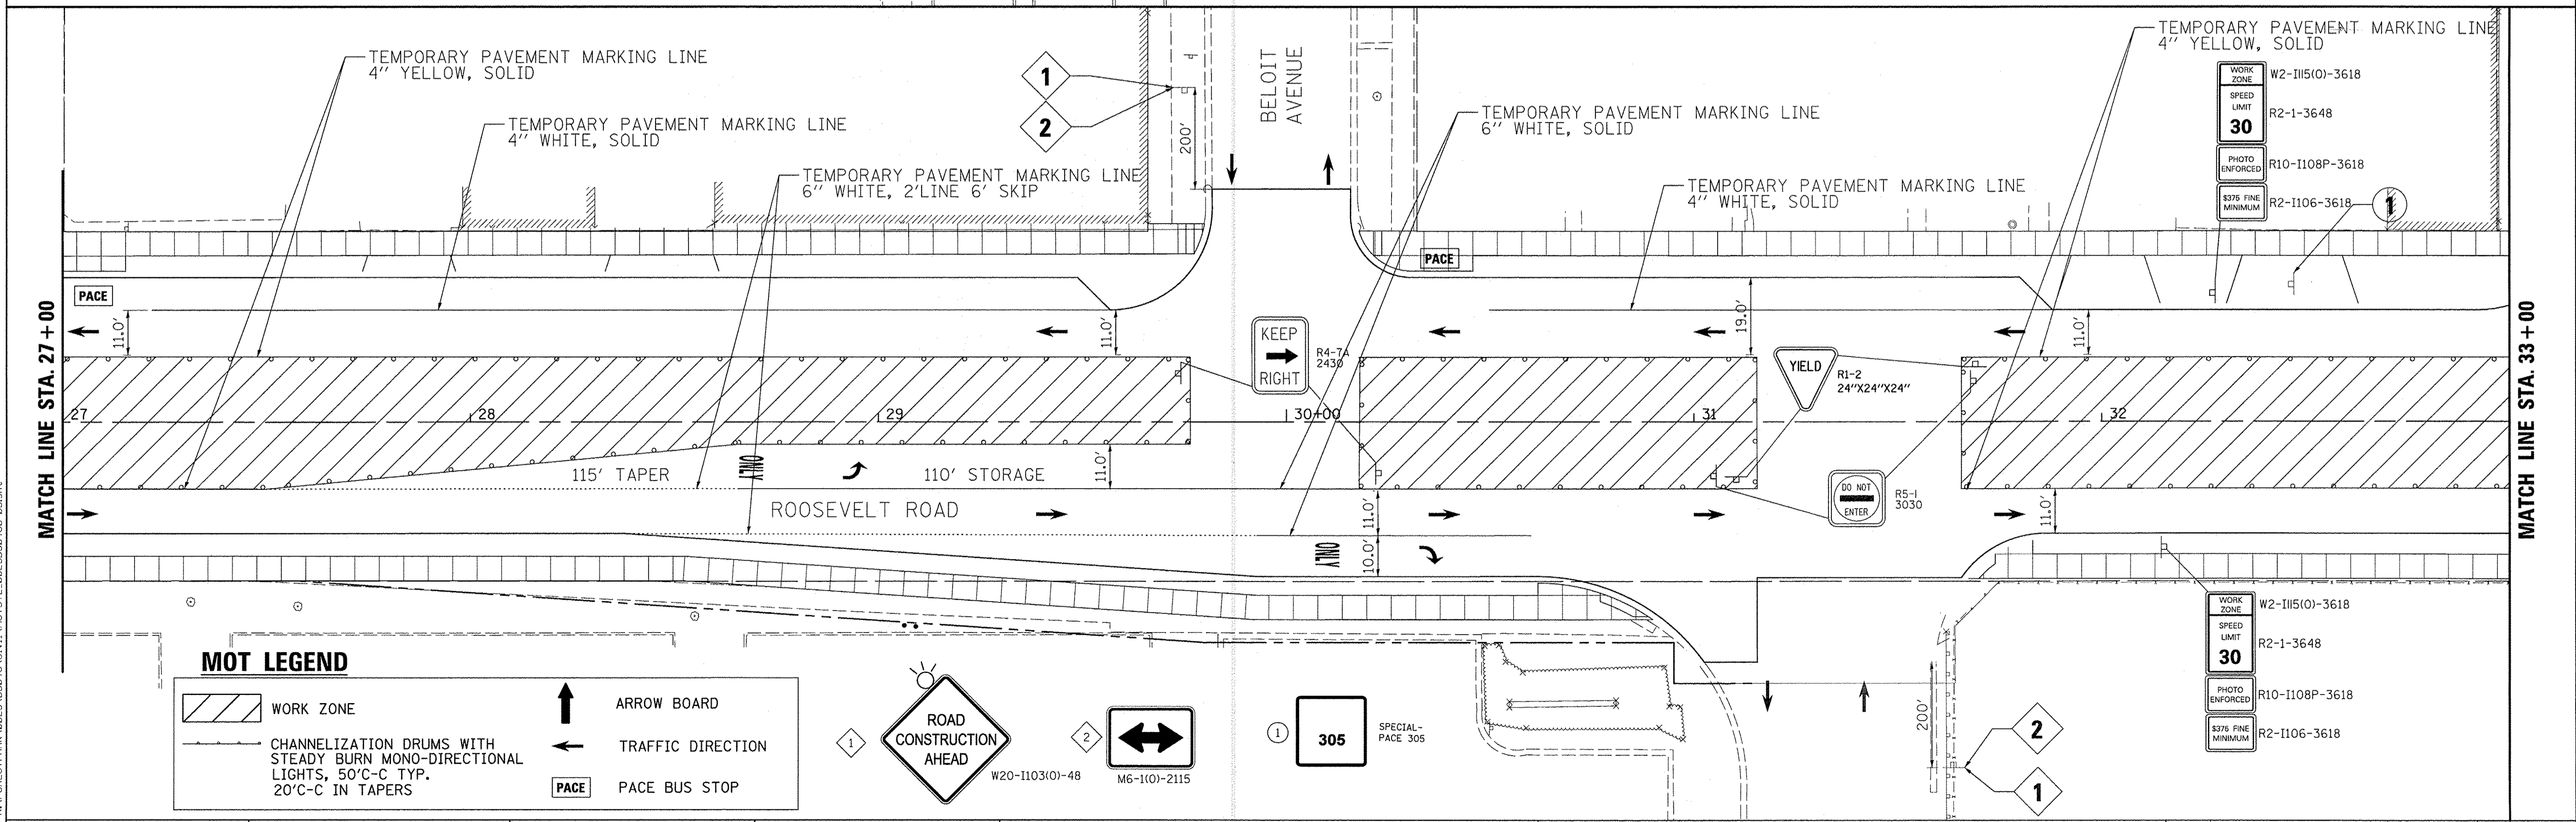 MATCH LINE STA. 27+00
TEMPORARY PAVEMENT MARKING LINE
4" YELLOW, SOLID
TEMPORARY PAVEMENT MARKING LINE
4" WHITE, SOLID
TEMPORARY PAVEMENT MARKING LINE
6" WHITE, 2'LINE 6' SKIP
1
2
200'
BELOIT
AVENUE
TEMPORARY PAVEMENT MARKING LINE
6" WHITE, SOLID
TEMPORARY PAVEMENT MARKING LINE
4" WHITE, SOLID
TEMPORARY PAVEMENT MARKING LINE
4" YELLOW, SOLID
WORK
ZONE
W2-I115(O)-3618
SPEED
LIMIT
30
R2-1-3648
PHOTO
ENFORCED
R10-I108P-3618
$375 FINE
MINIMUM
R2-I106-3618
1
PACE
PACE
11.0'
11.0'
19.0'
11.0'
KEEP
RIGHT
R4-7A
2430
YIELD
R1-2
24"X24"X24"
27
28
29
30+00
31
32
115' TAPER
ONLY
110' STORAGE
11.0'
ROOSEVELT ROAD
11.0'
10.0'
ONLY
DO NOT
ENTER
R5-1
3030
11.0'
MATCH LINE STA. 33+00
WORK
ZONE
W2-I115(O)-3618
SPEED
LIMIT
30
R2-1-3648
PHOTO
ENFORCED
R10-I108P-3618
$375 FINE
MINIMUM
R2-I106-3618
200'
2
1
MOT LEGEND
WORK ZONE
CHANNELIZATION DRUMS WITH
STEADY BURN MONO-DIRECTIONAL
LIGHTS, 50'C-C TYP.
20'C-C IN TAPERS
ARROW BOARD
TRAFFIC DIRECTION
PACE
PACE BUS STOP
1
ROAD
CONSTRUCTION
AHEAD
W20-I103(O)-48
2
M6-1(O)-2115
1
305
SPECIAL-
PACE 305